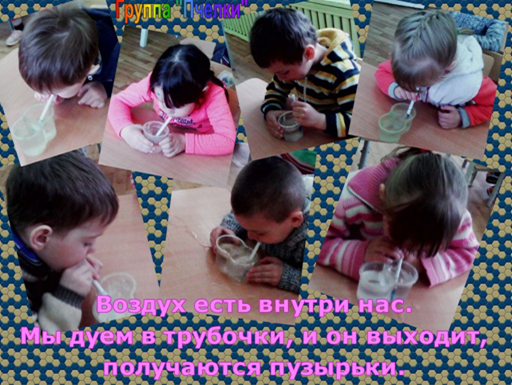 Группа "Пчелки"
Воздух есть внутри нас.
Мы дуем в трубочки, и он выходит,
получаются пузырьки.